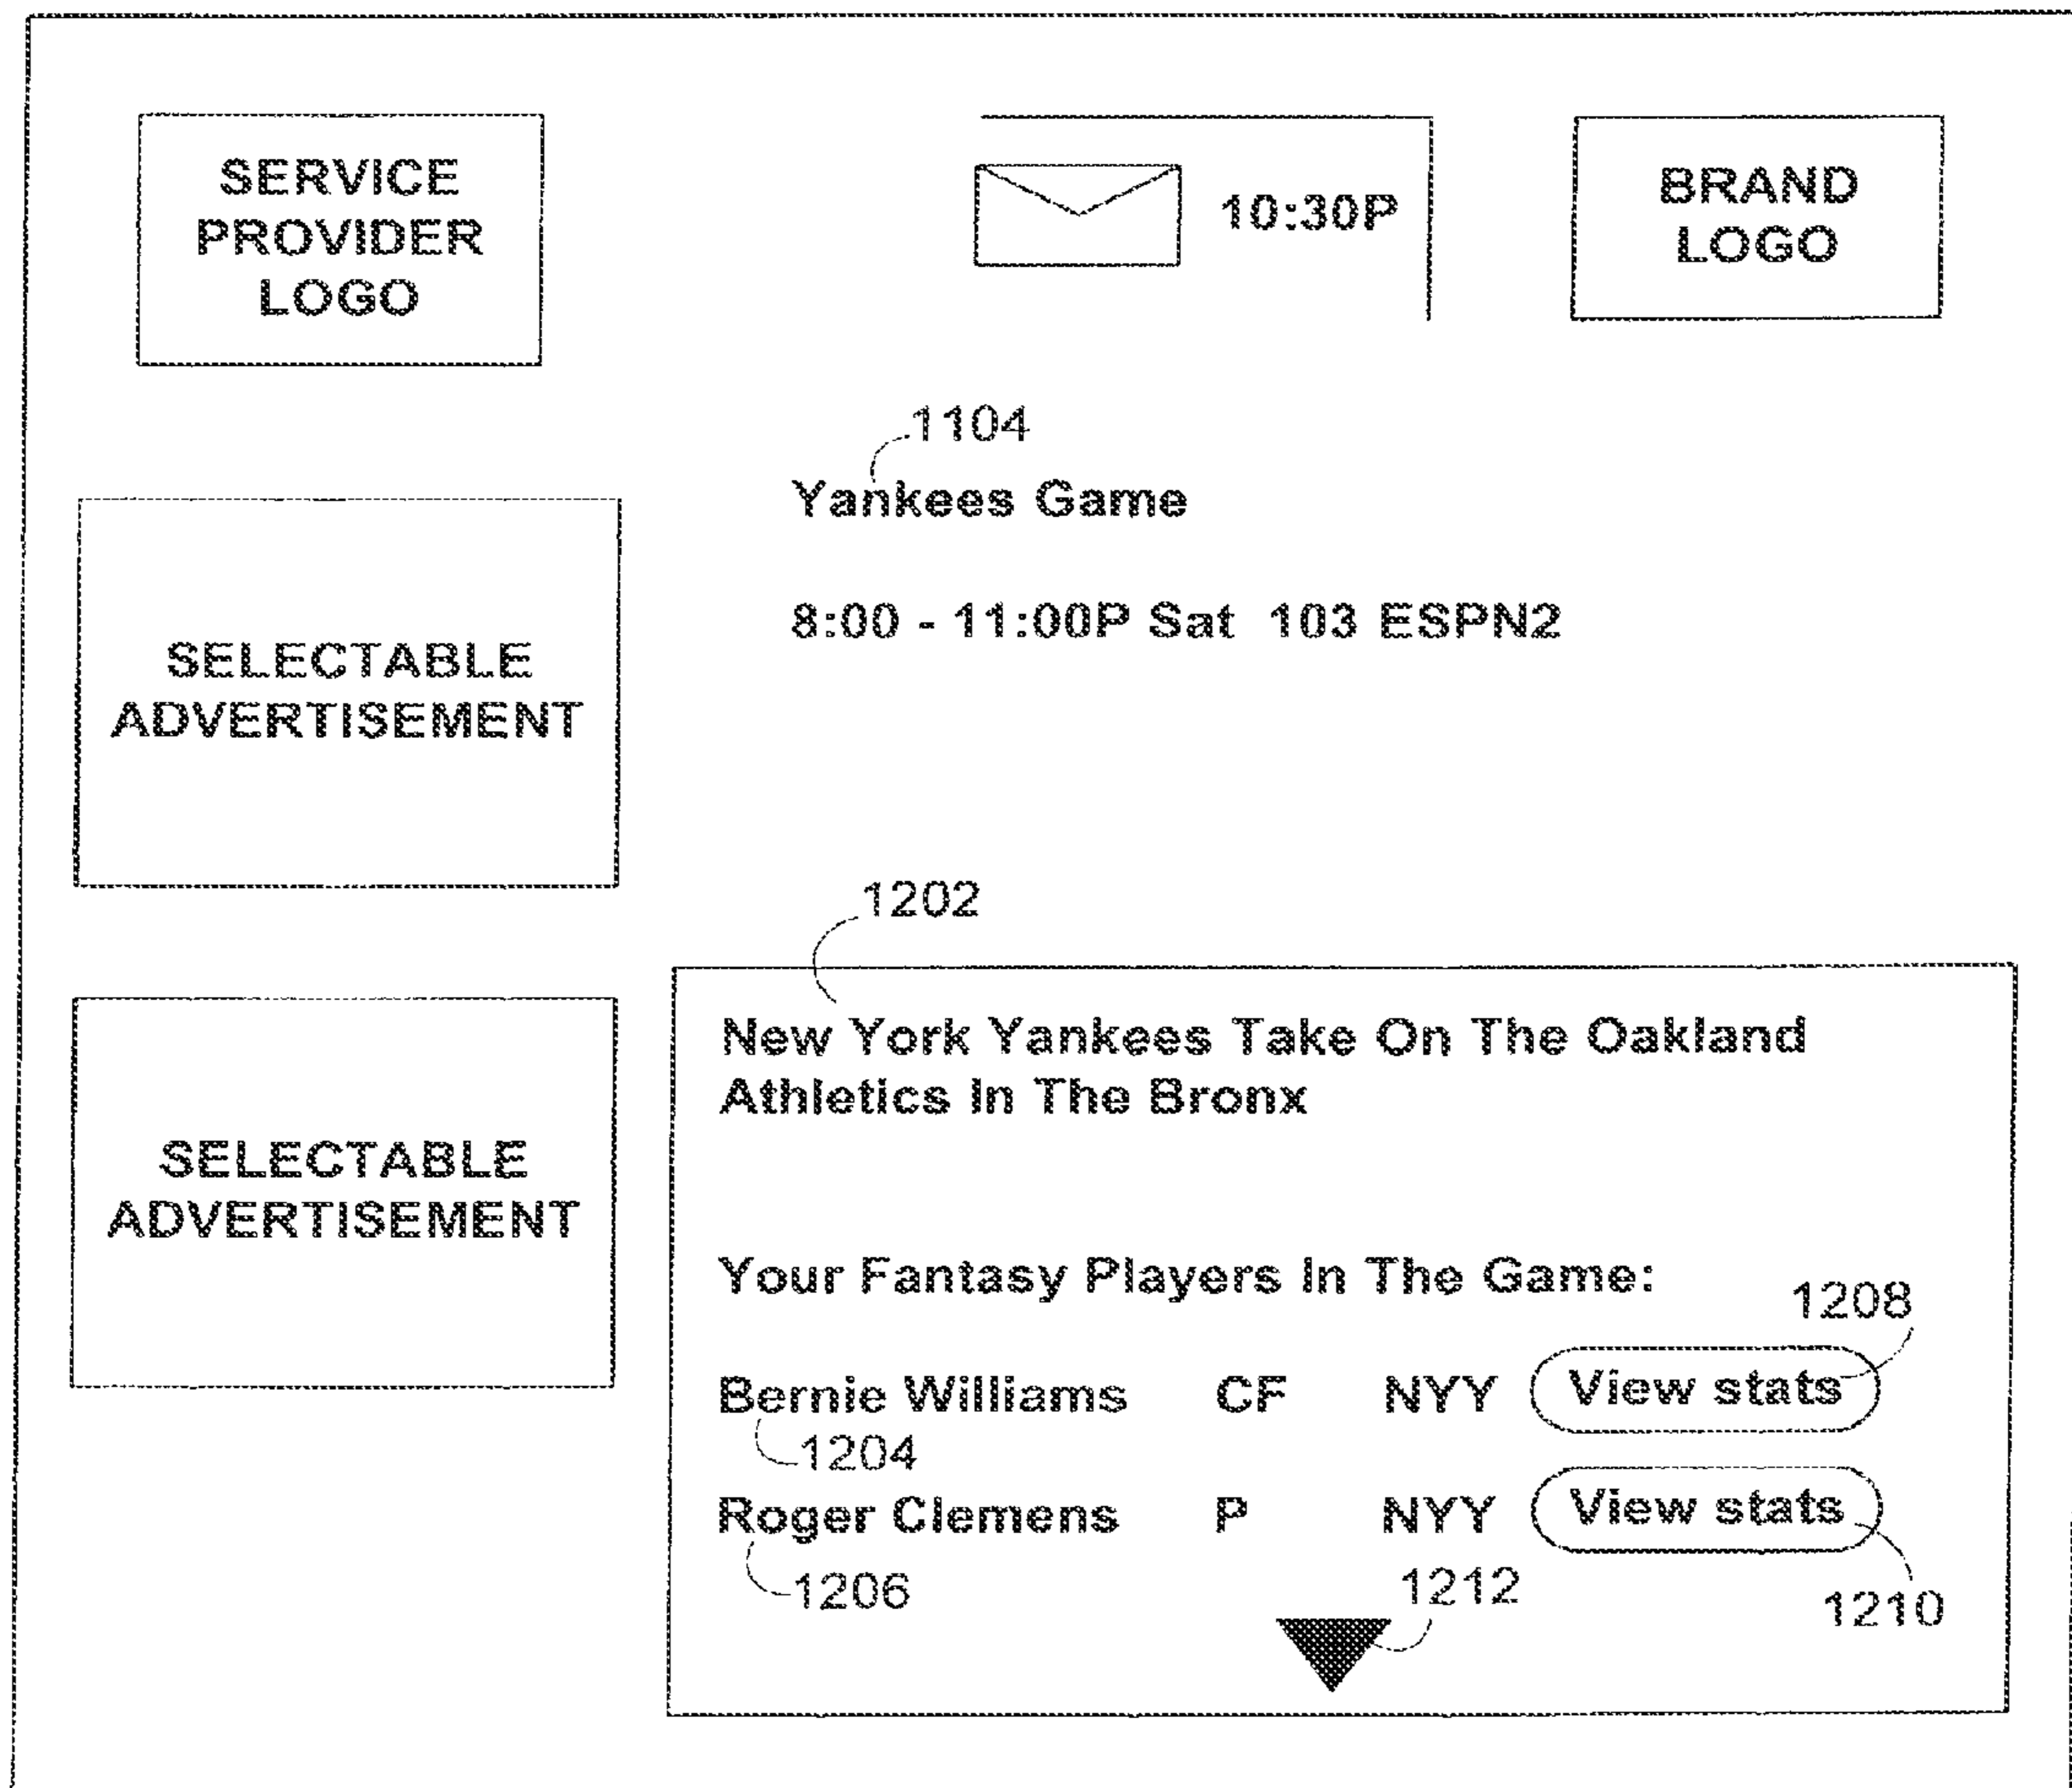 SERVICE
PROVIDER
LOGO
10:30P
BRAND
LOGO
1104
Yankees Game
8:00 - 11:00P Sat 103 ESPN2
SELECTABLE
ADVERTISEMENT
1202
New York Yankees Take On The Oakland
Athletics In The Bronx
SELECTABLE
ADVERTISEMENT
Your Fantasy Players In The Game:
1208
Bernie Williams CF NYY View stats
1204
Roger Clemens P NYY View stats
1206
1212
1210